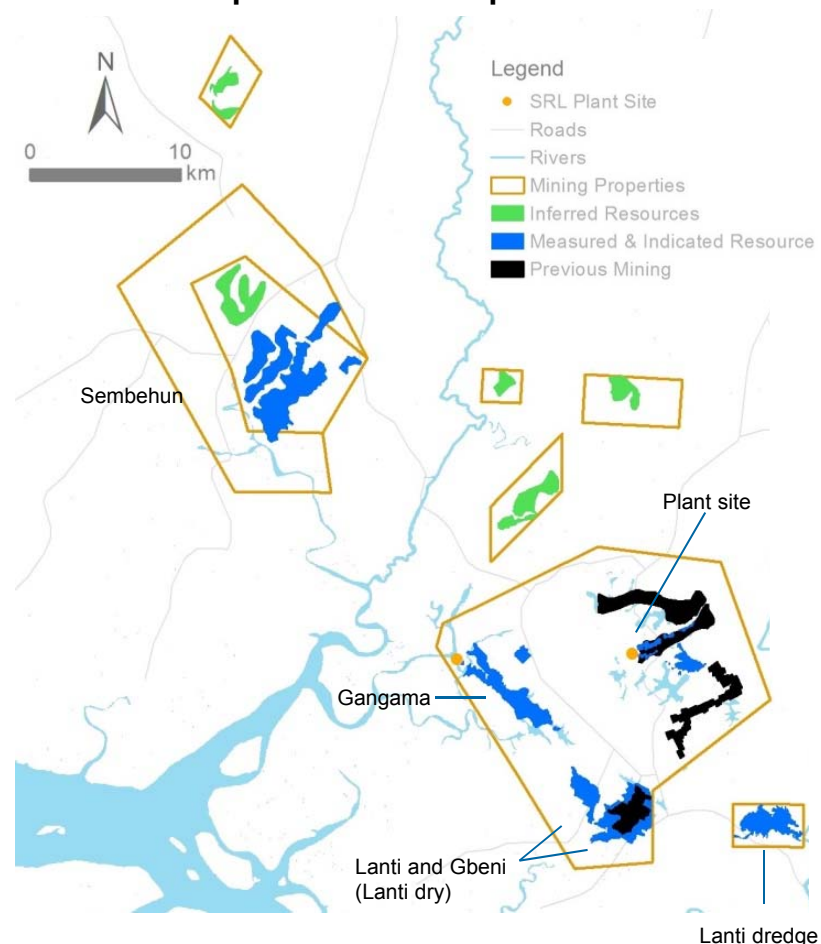 N
0 10
km
Legend
SRL Plant Site
Roads
Rivers
Mining Properties
Inferred Resources
Measured & Indicated Resource
Previous Mining
Sembehun
Plant site
Gangama
Lanti and Gbeni
(Lanti dry)
Lanti dredge